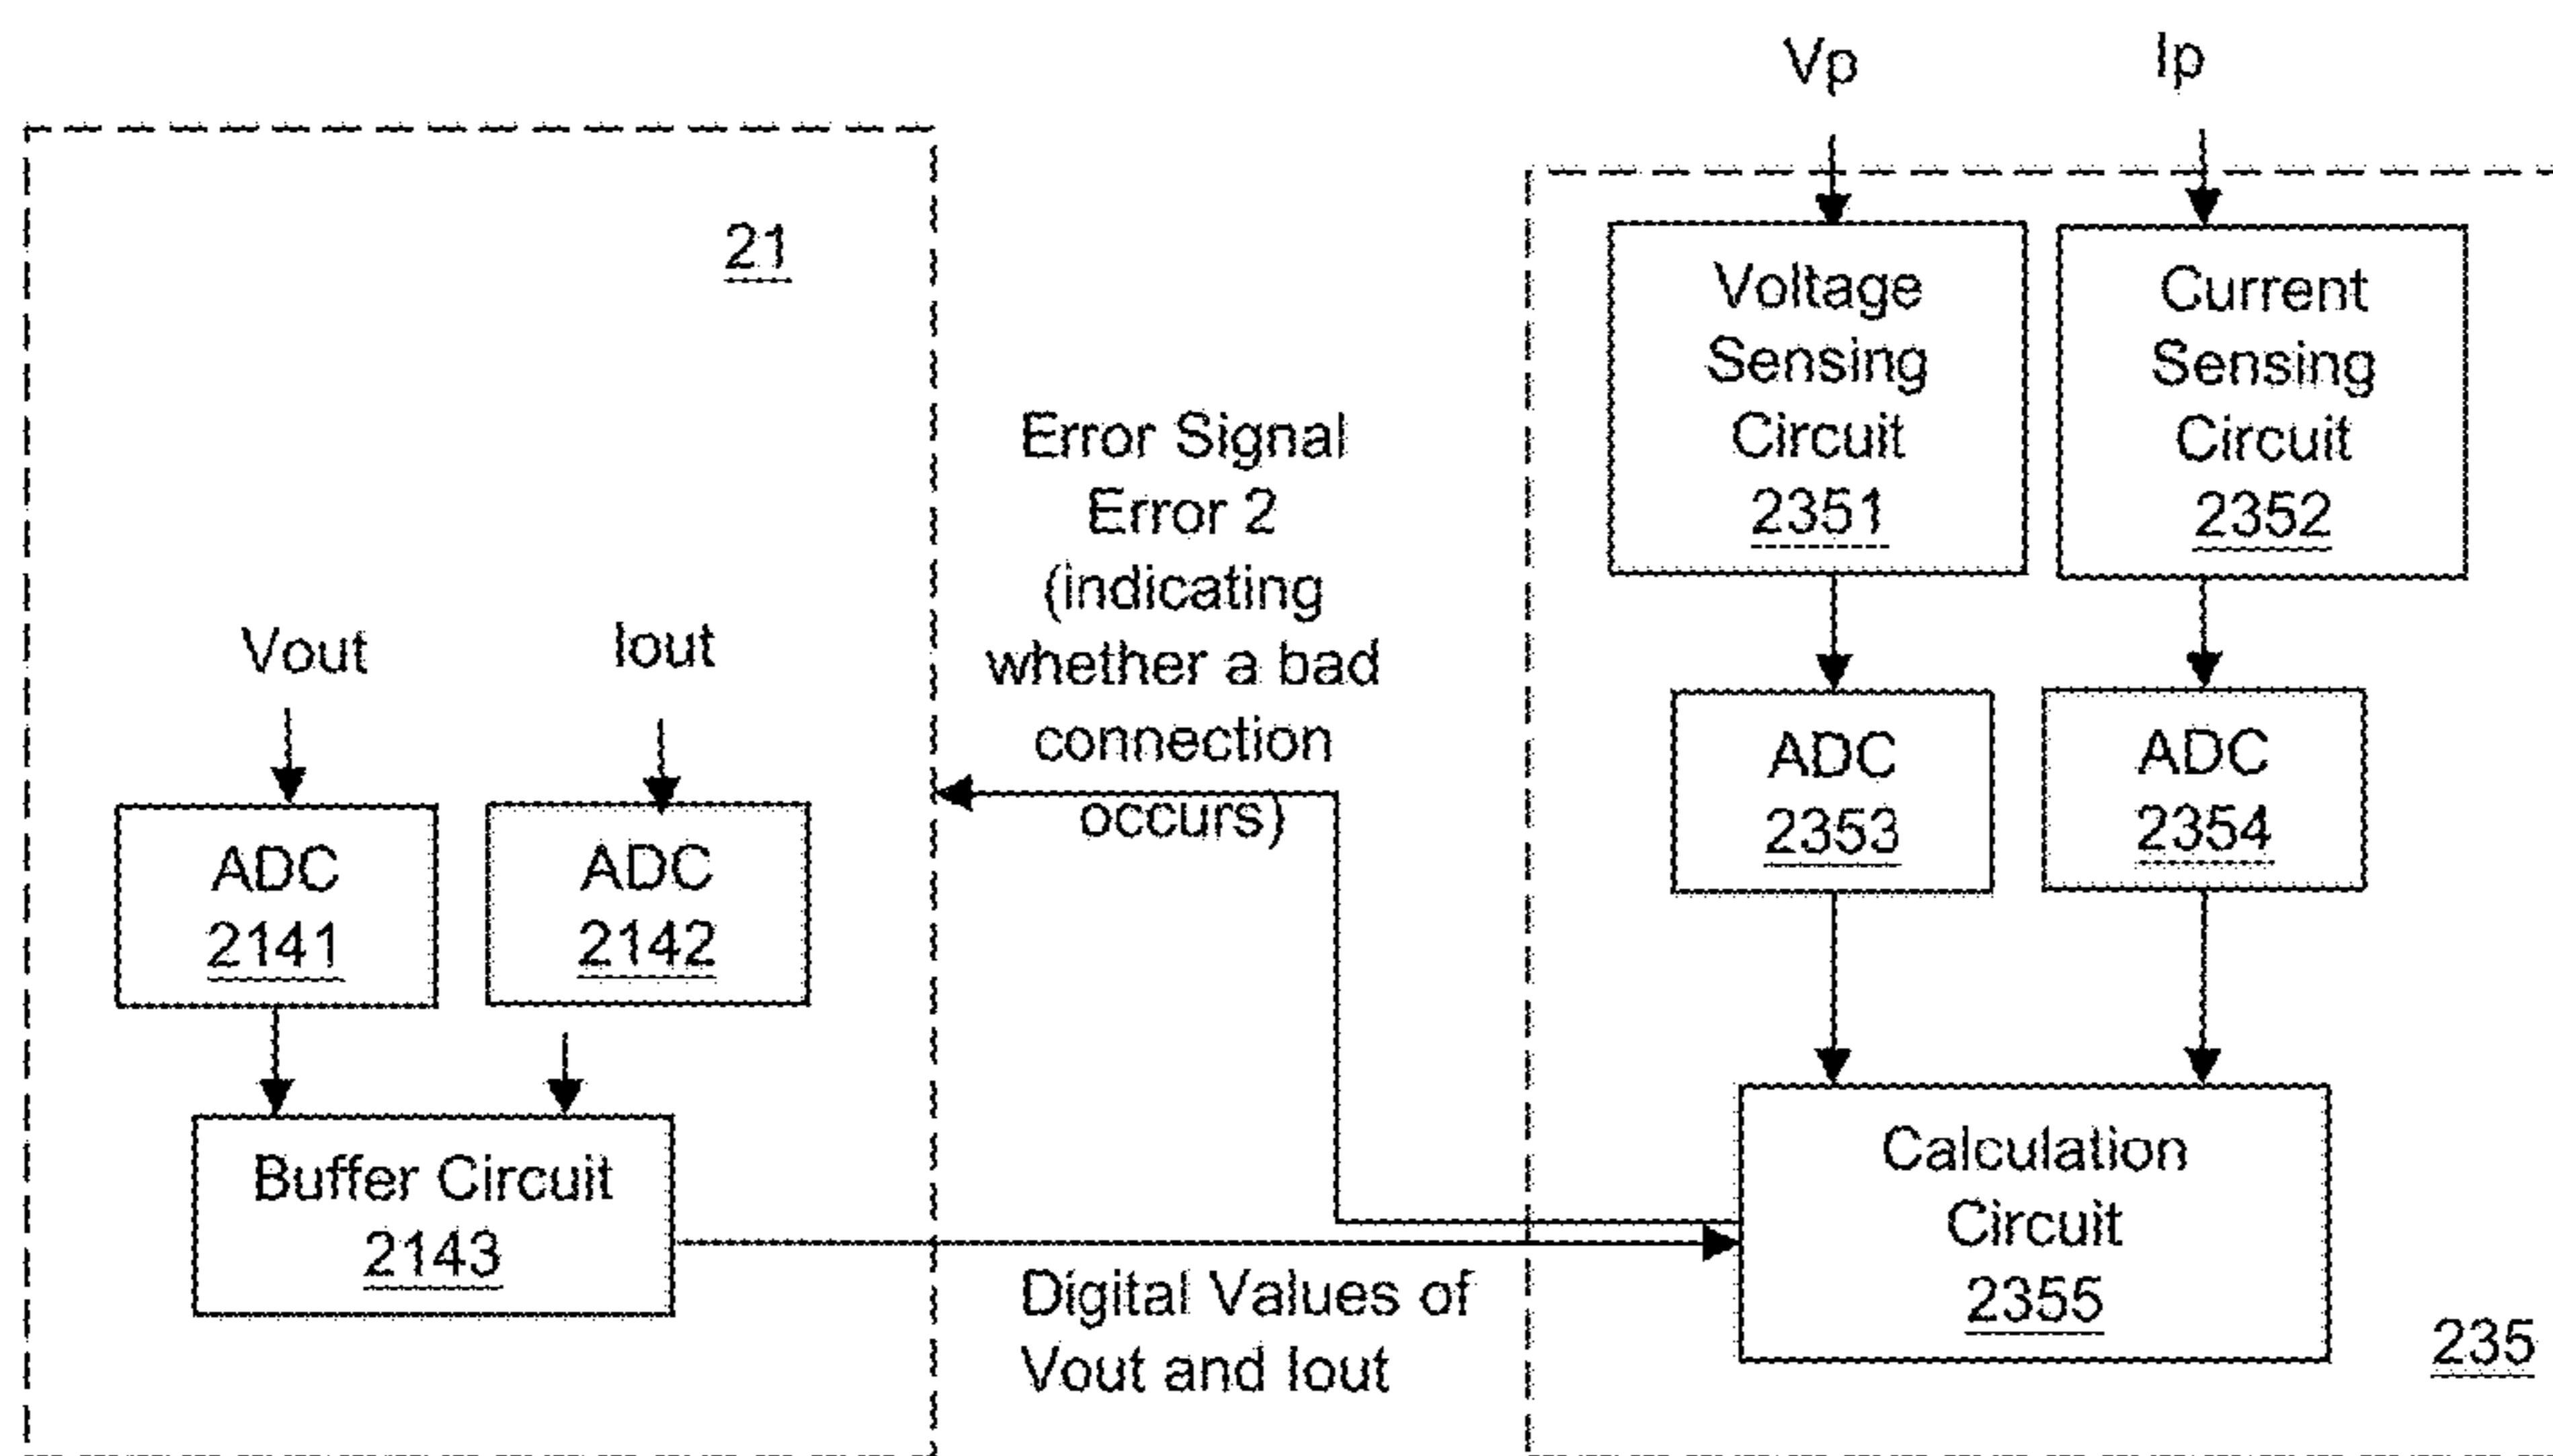 Vp
Ip
21
Voltage
Sensing
Circuit
2351
Current
Sensing
Circuit
2352
Error Signal
Error 2
(indicating
whether a bad
connection
occurs)
Vout
Iout
ADC
2353
ADC
2354
ADC
2141
ADC
2142
Buffer Circuit
2143
Calculation
Circuit
2355
Digital Values of
Vout and Iout
235